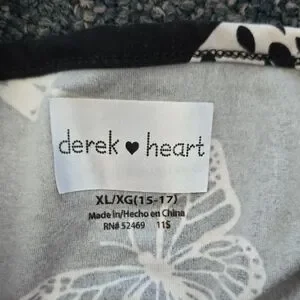 derek ♥ heart
XL/XG(15-17)
Made in/Hecho en China
RN# 52469 11S